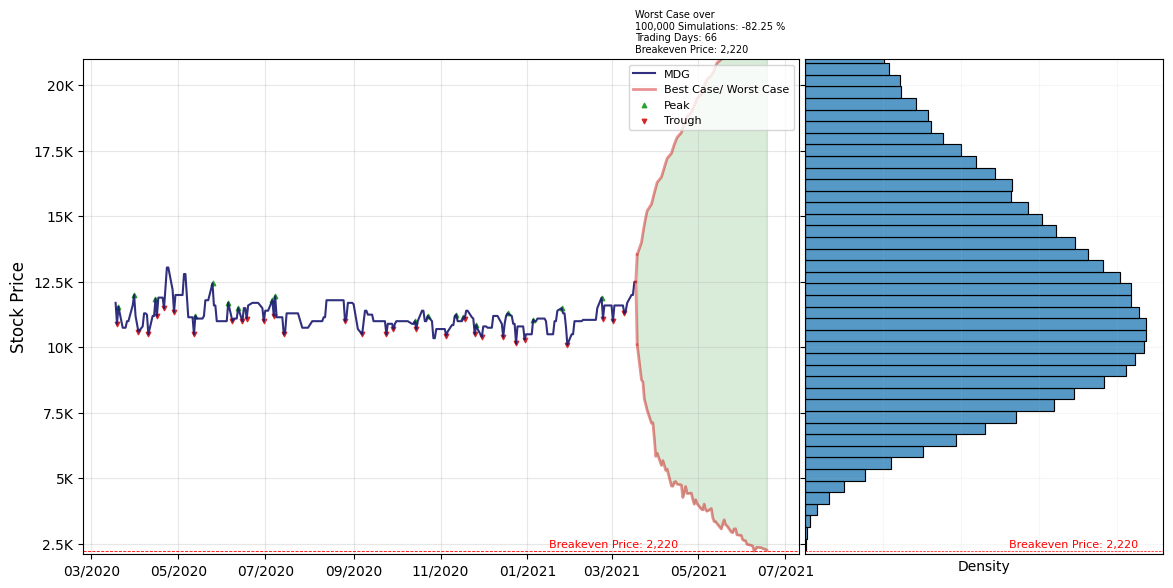 Worst Case over
100,000 Simulations: -82.25 %
Trading Days: 66
Breakeven Price: 2,220
MDG
Best Case/ Worst Case
Peak
Trough
Stock Price
20K
17.5K
15K
12.5K
10K
7.5K
5K
2.5K
Breakeven Price: 2,220
Breakeven Price: 2,220
03/2020
05/2020
07/2020
09/2020
11/2020
01/2021
03/2021
05/2021
07/2021
Density